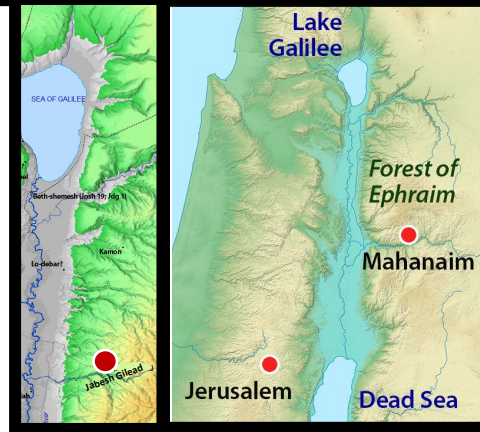 SEA OF GALILEE
Beth-shemesh (Josh 19; Jdg 1)
Kamon
Lo-debar?
Jabesh Gilead
Lake
Galilee
Forest of
Ephraim
Mahanaim
Jerusalem
Dead Sea